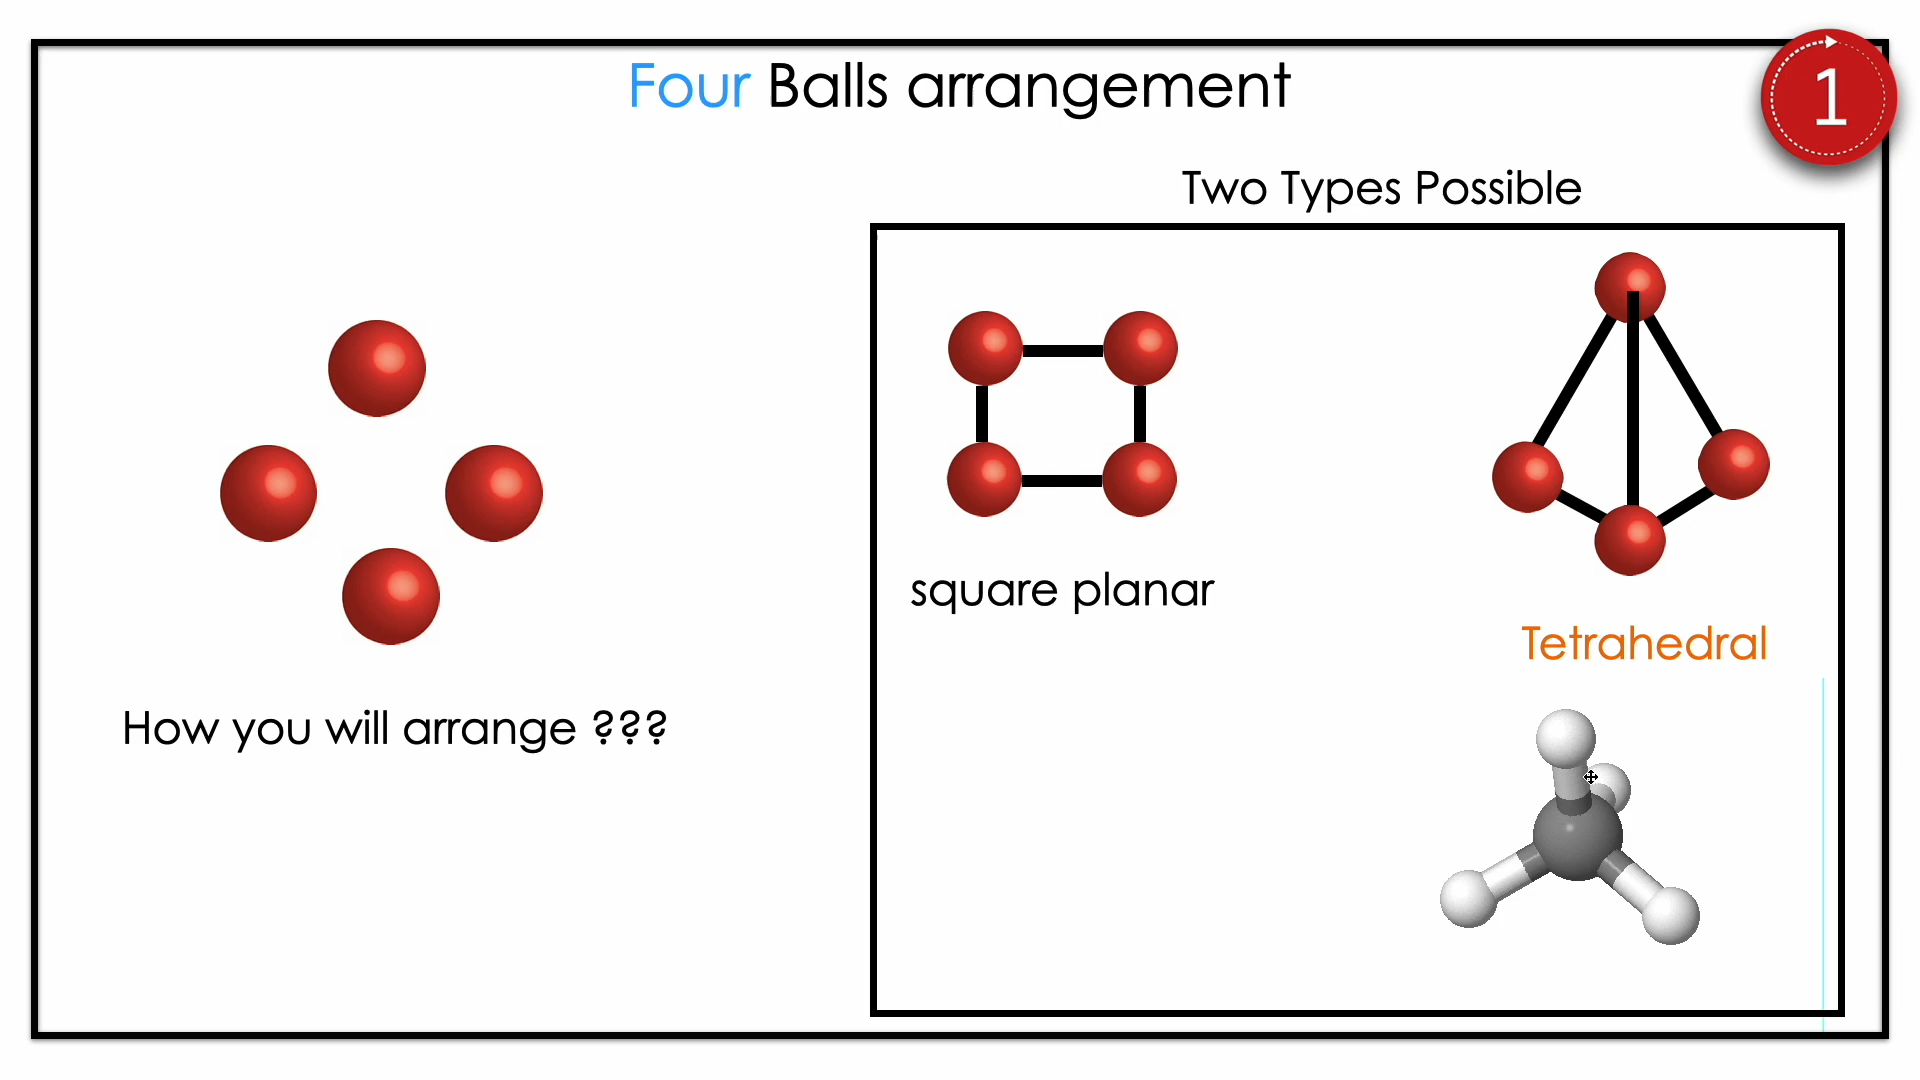 Four Balls arrangement
1
Two Types Possible
square planar
Tetrahedral
How you will arrange ???